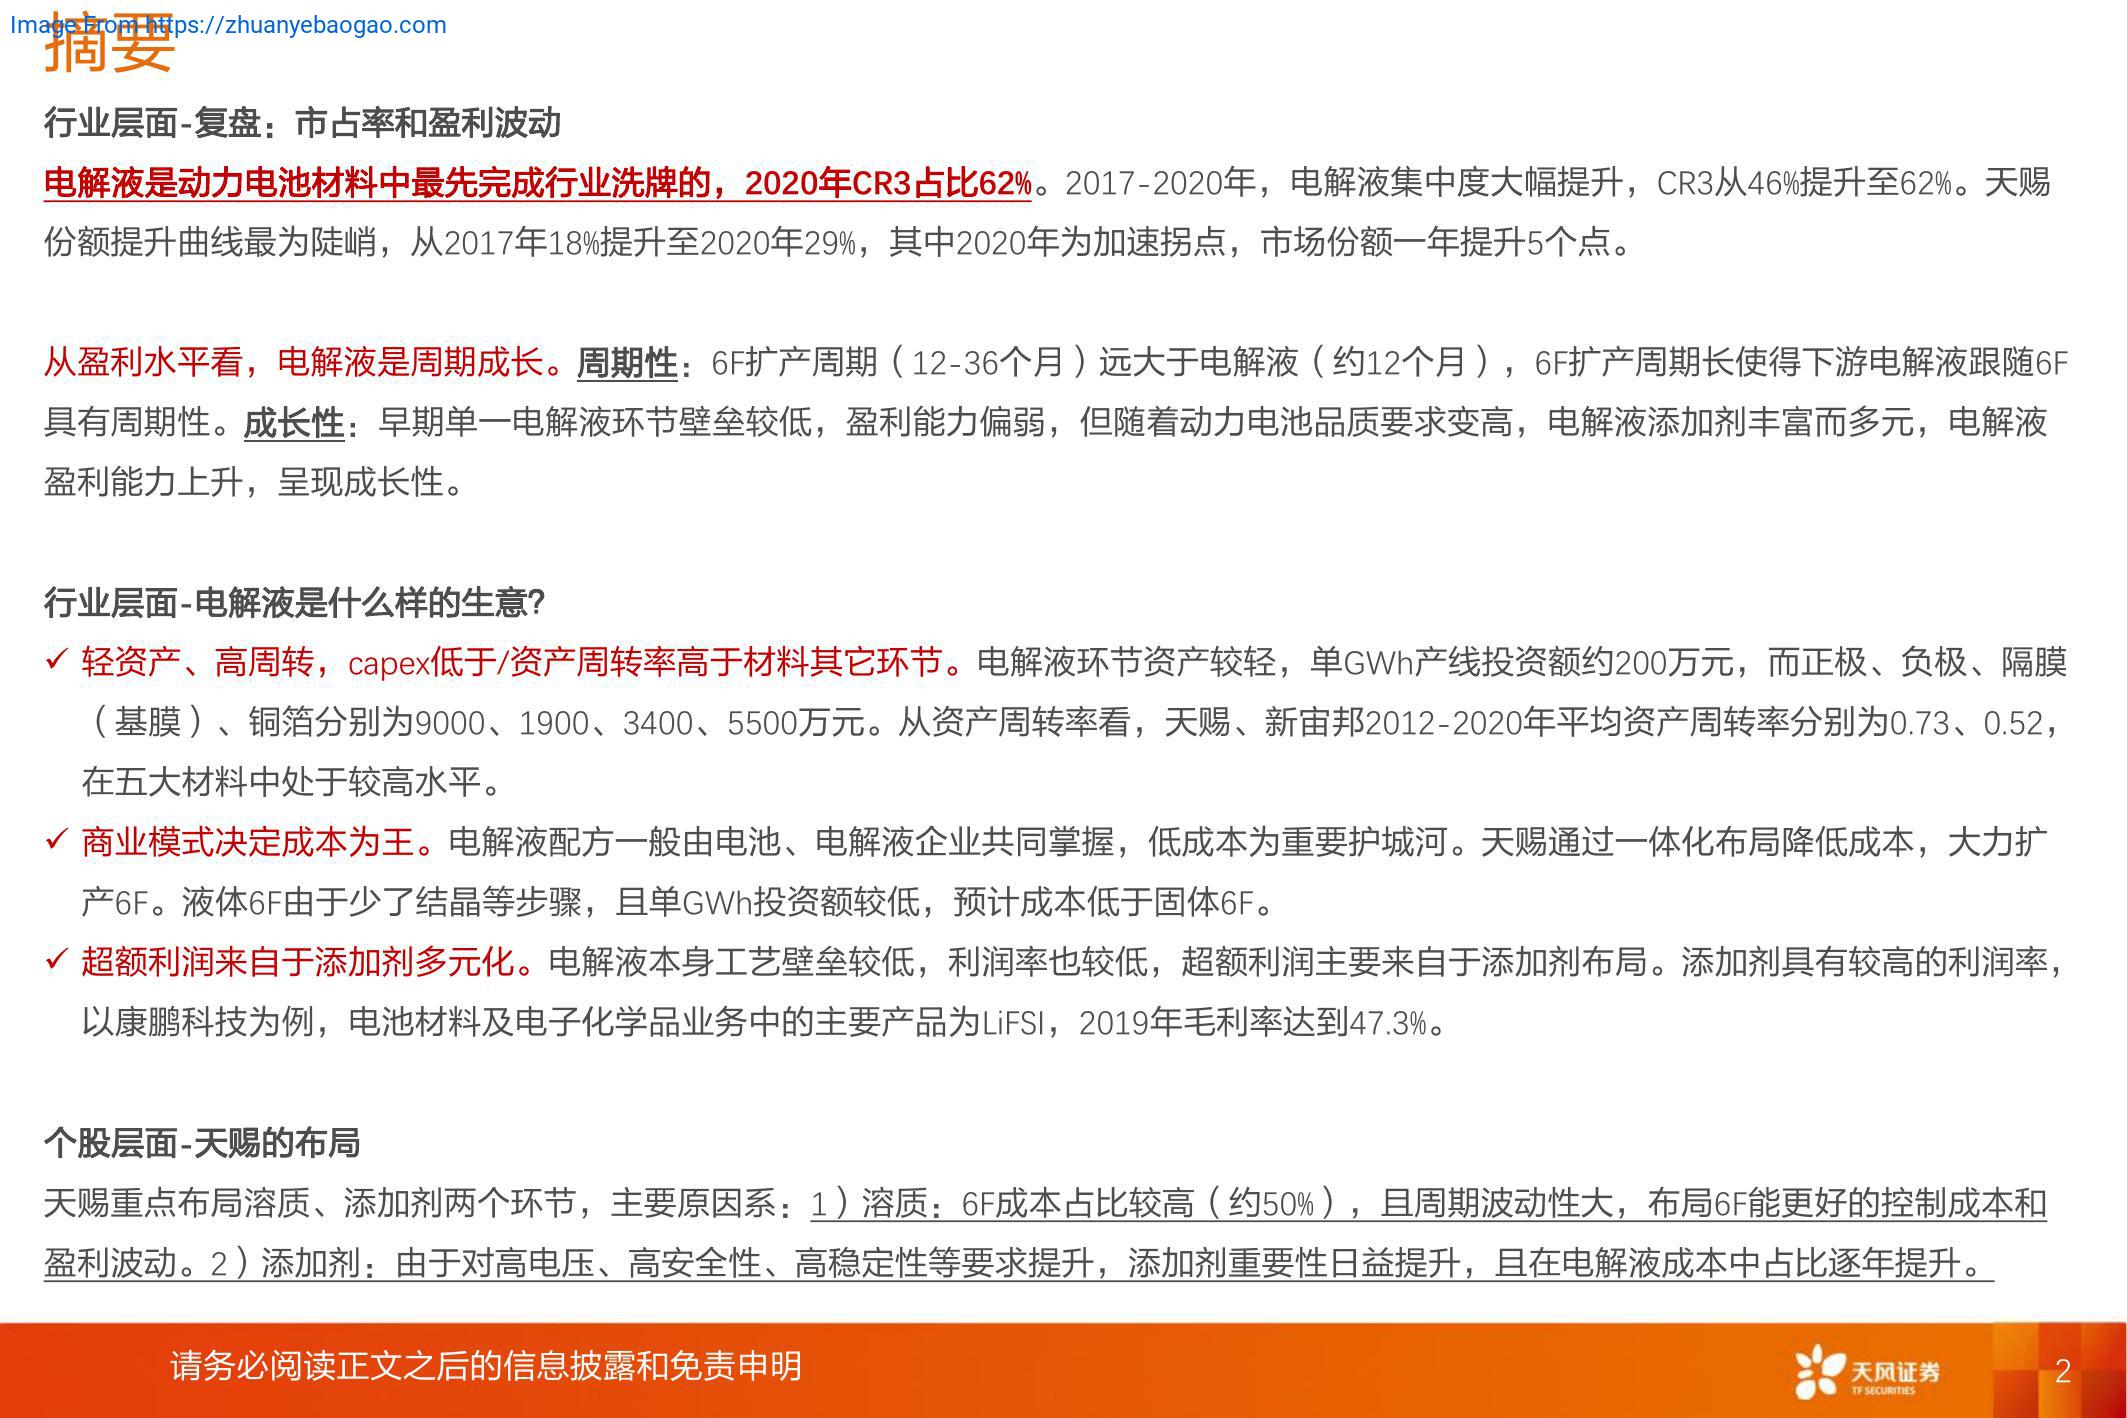 Image From https://zhuanyebaogao.com
摘要
行业层面-复盘：市占率和盈利波动
电解液是动力电池材料中最先完成行业洗牌的，2020年CR3占比62%。2017-2020年，电解液集中度大幅提升，CR3从46%提升至62%。天赐
份额提升曲线最为陡峭，从2017年18%提升至2020年29%，其中2020年为加速拐点，市场份额一年提升5个点。
从盈利水平看，电解液是周期成长。周期性：6F扩产周期（12-36个月）远大于电解液（约12个月），6F扩产周期长使得下游电解液跟随6F
具有周期性。成长性：早期单一电解液环节壁垒较低，盈利能力偏弱，但随着动力电池品质要求变高，电解液添加剂丰富而多元，电解液
盈利能力上升，呈现成长性。
行业层面-电解液是什么样的生意？
✓ 轻资产、高周转，capex低于/资产周转率高于材料其它环节。电解液环节资产较轻，单GWh产线投资额约200万元，而正极、负极、隔膜
（基膜）、铜箔分别为9000、1900、3400、5500万元。从资产周转率看，天赐、新宙邦2012-2020年平均资产周转率分别为0.73、0.52，
在五大材料中处于较高水平。
✓ 商业模式决定成本为王。电解液配方一般由电池、电解液企业共同掌握，低成本为重要护城河。天赐通过一体化布局降低成本，大力扩
产6F。液体6F由于少了结晶等步骤，且单GWh投资额较低，预计成本低于固体6F。
✓ 超额利润来自于添加剂多元化。电解液本身工艺壁垒较低，利润率也较低，超额利润主要来自于添加剂布局。添加剂具有较高的利润率，
以康鹏科技为例，电池材料及电子化学品业务中的主要产品为LiFSI，2019年毛利率达到47.3%。
个股层面-天赐的布局
天赐重点布局溶质、添加剂两个环节，主要原因系：1）溶质：6F成本占比较高（约50%），且周期波动性大，布局6F能更好的控制成本和
盈利波动。2）添加剂：由于对高电压、高安全性、高稳定性等要求提升，添加剂重要性日益提升，且在电解液成本中占比逐年提升。
请务必阅读正文之后的信息披露和免责申明
天风证券
TF SECURITIES
2